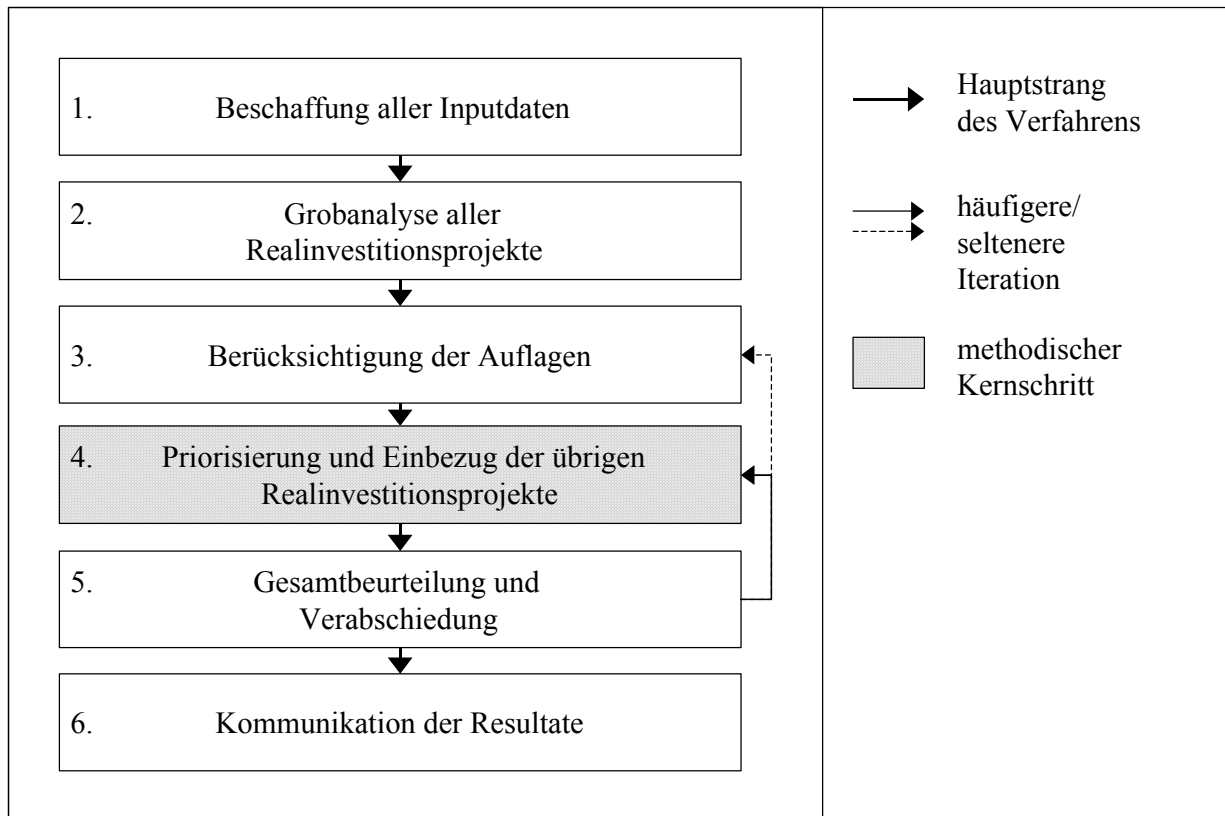 1. Beschaffung aller Inputdaten
2. Grobanalyse aller
Realinvestitionsprojekte
3. Berücksichtigung der Auflagen
4. Priorisierung und Einbezug der übrigen
Realinvestitionsprojekte
5. Gesamtbeurteilung und
Verabschiedung
6. Kommunikation der Resultate
Hauptstrang
des Verfahrens
häufigere/
seltenere
Iteration
methodischer
Kernschritt